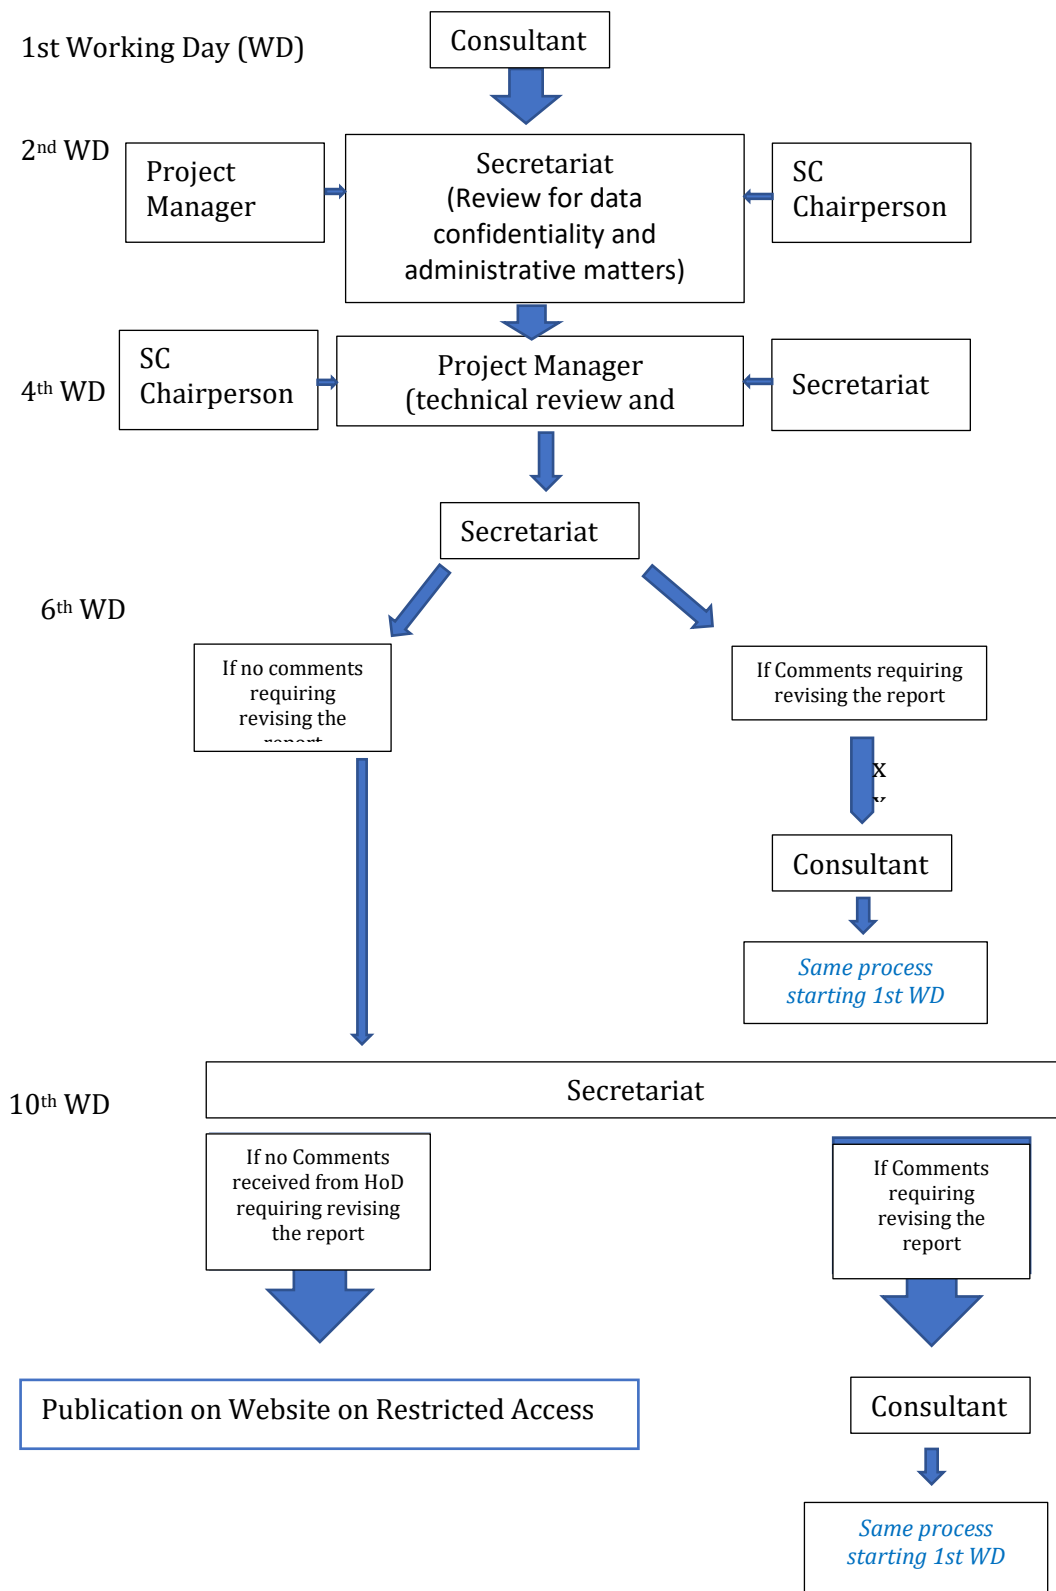 1st Working Day (WD)
Consultant
2nd WD
Project
Manager
Secretariat
(Review for data
confidentiality and
administrative matters)
SC
Chairperson
4th WD
SC
Chairperson
Project Manager
(technical review and
Secretariat
Secretariat
6th WD
If no comments
requiring
revising the
report
If Comments requiring
revising the report
x
Consultant
Same process
starting 1st WD
10th WD
Secretariat
If no Comments
received from HoD
requiring revising
the report
If Comments
requiring
revising the
report
Publication on Website on Restricted Access
Consultant
Same process
starting 1st WD